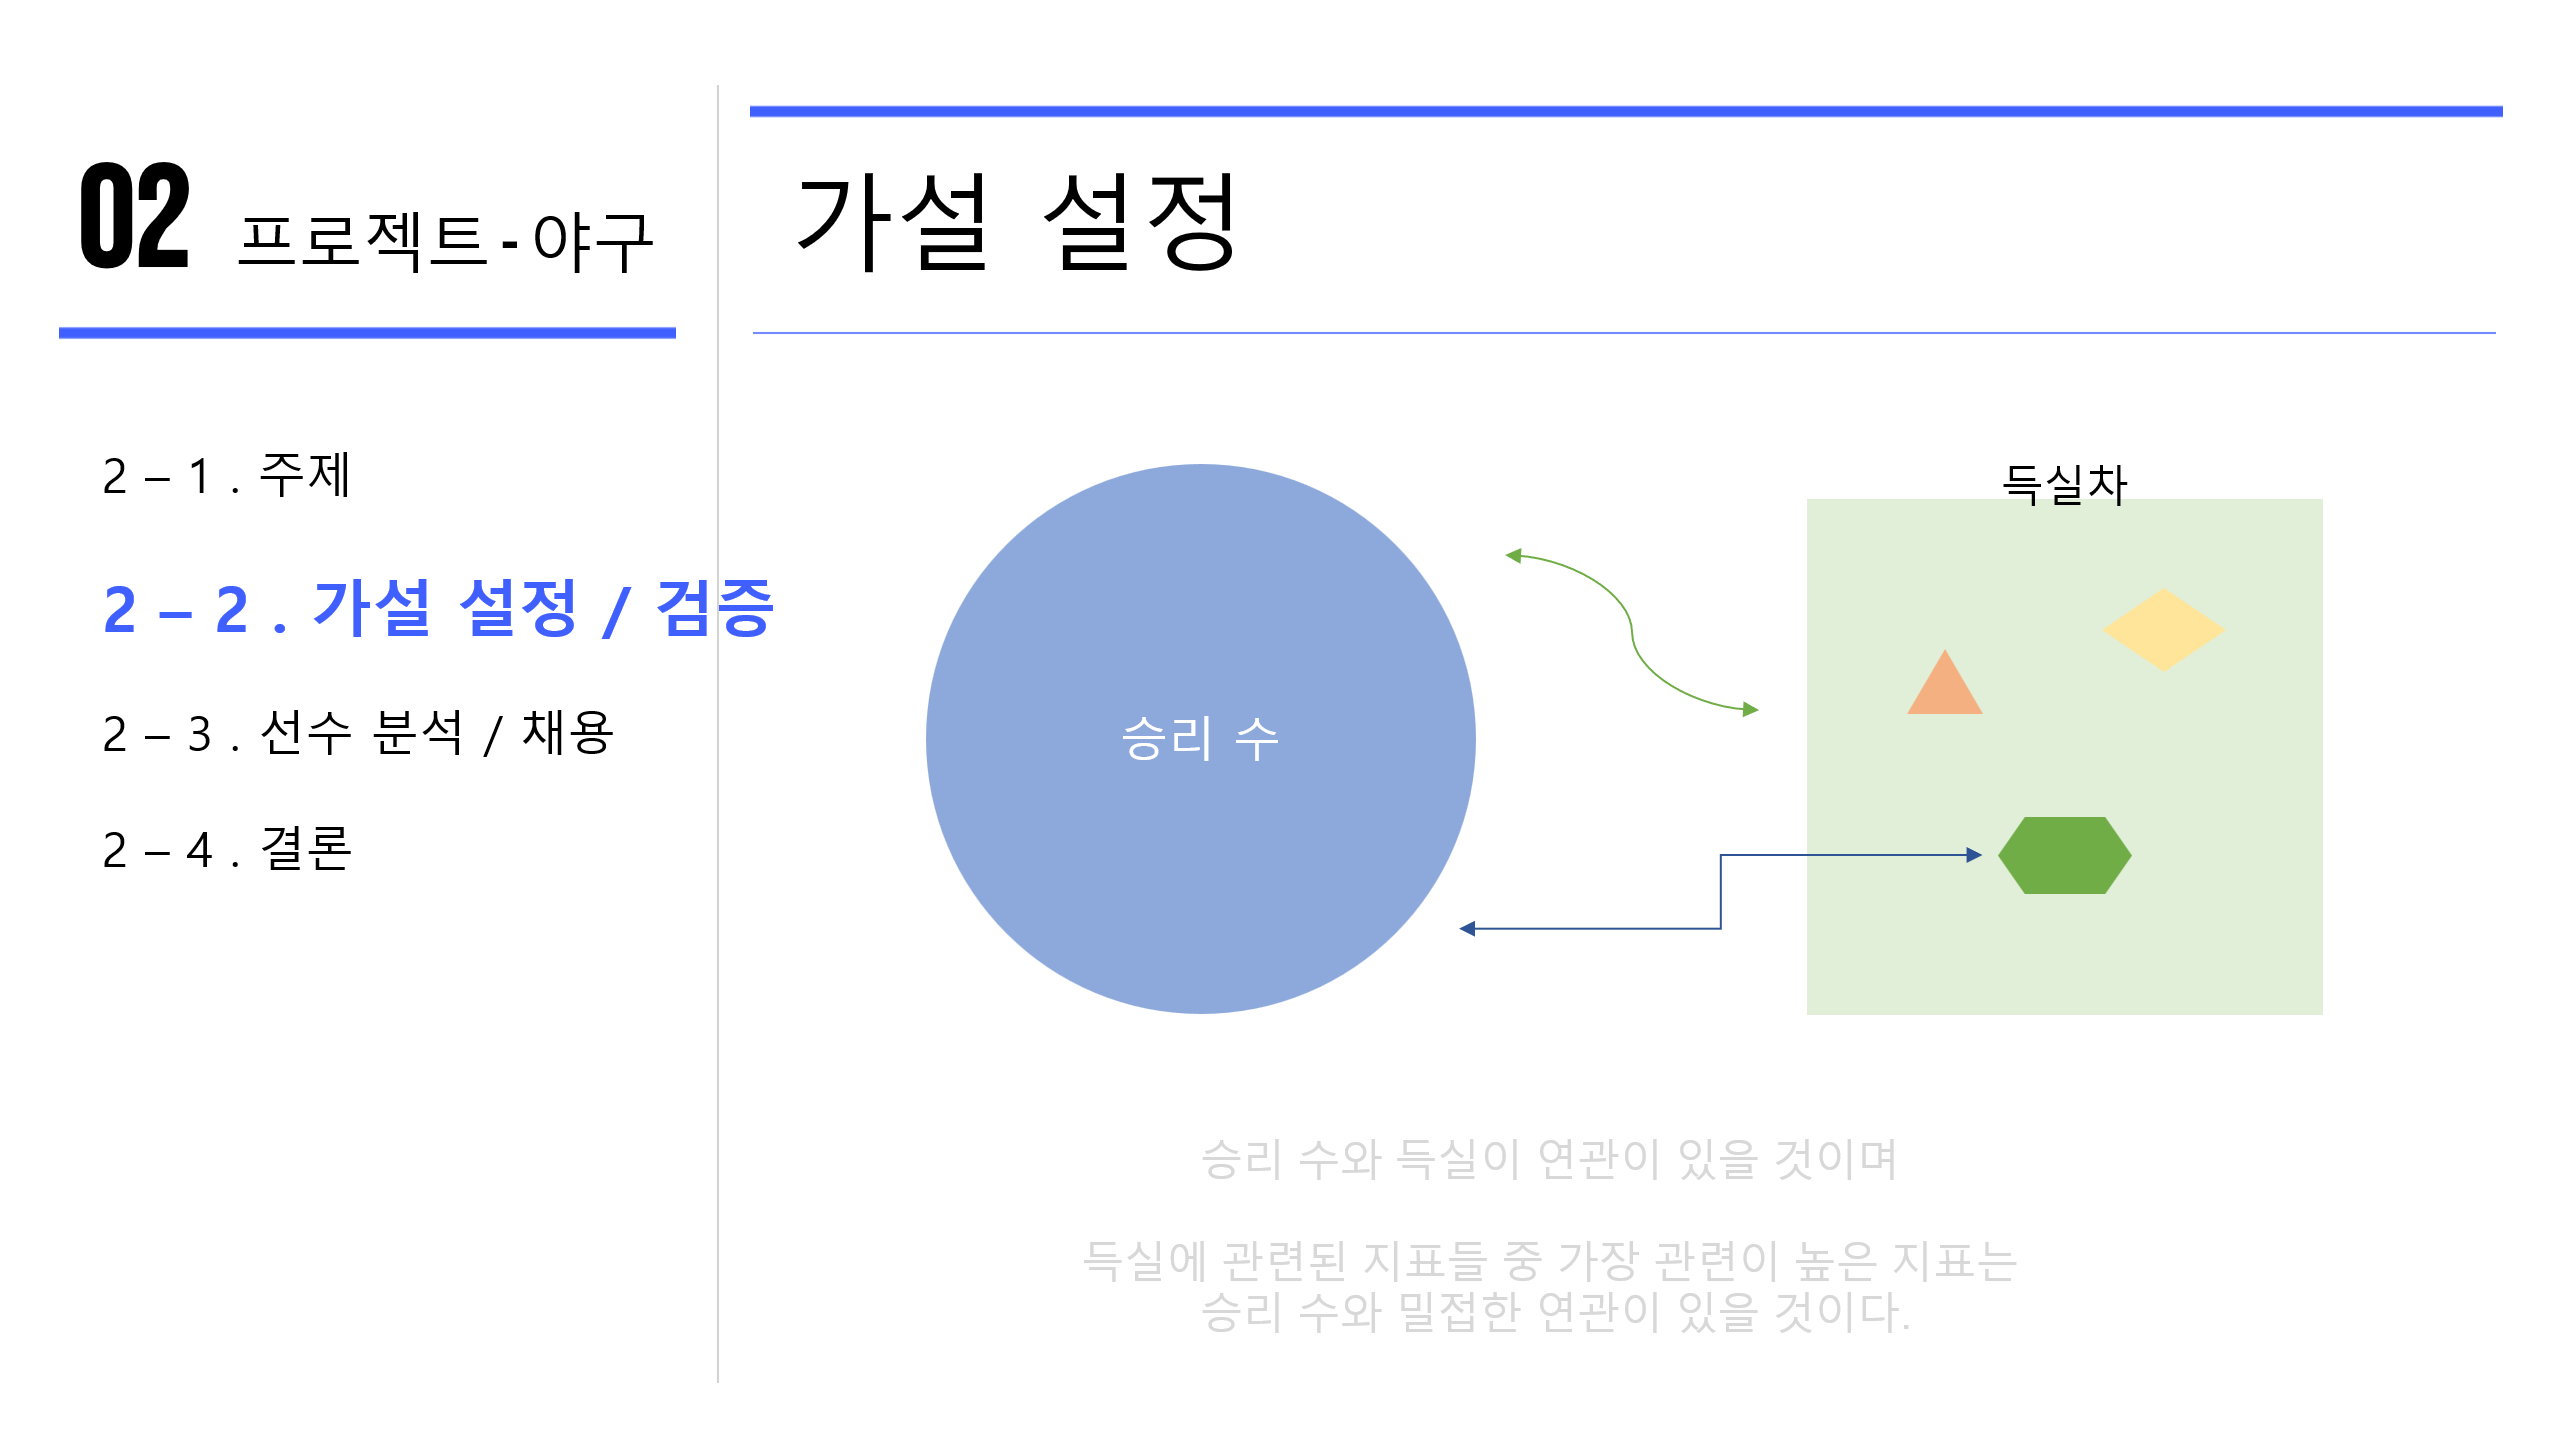 02 프로젝트-야구
2 – 1 . 주제
2 – 2 . 가설 설정 / 검증
2 – 3 . 선수 분석 / 채용
2 – 4 . 결론
가설 설정
승리 수
득실차
승리 수와 득실이 연관이 있을 것이며
득실에 관련된 지표들 중 가장 관련이 높은 지표는
승리 수와 밀접한 연관이 있을 것이다.